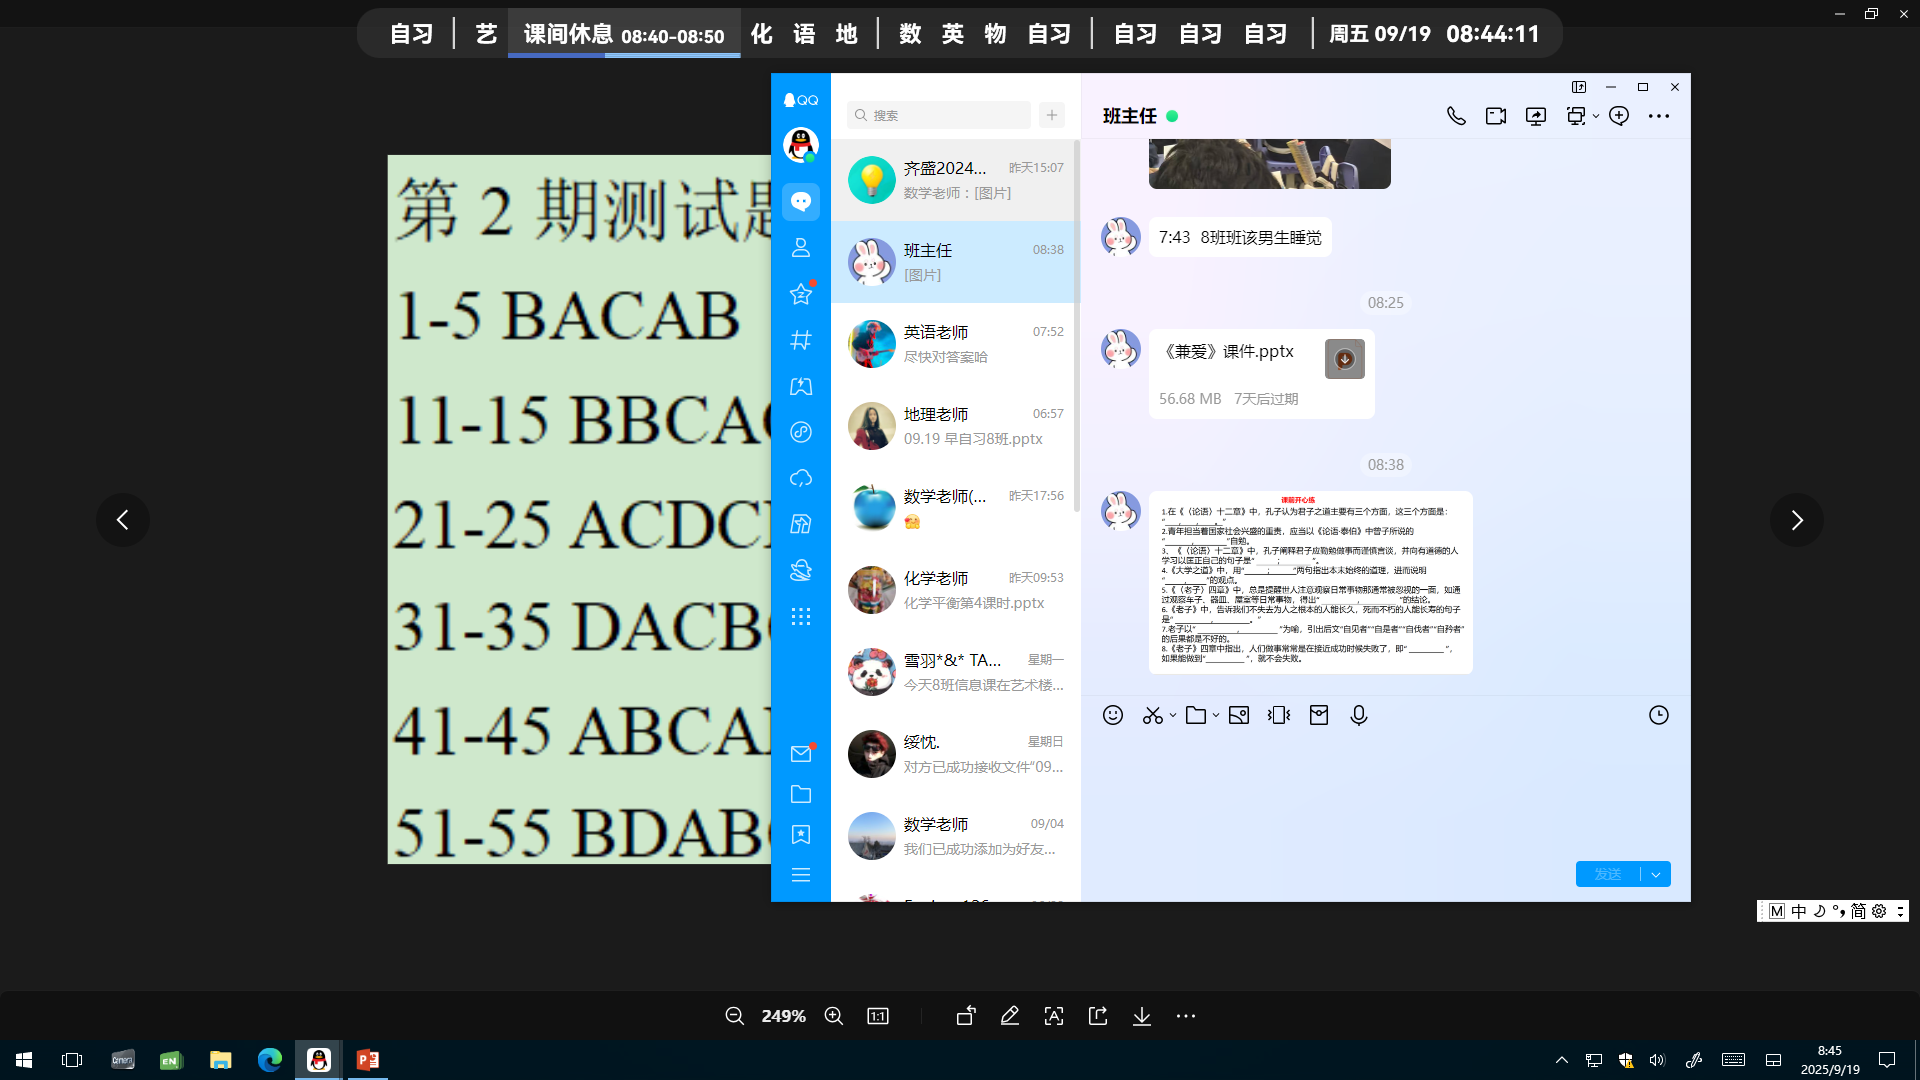 自习 艺 课间休息 08:40-08:50 化 语 地 数 英 物 自习 自习 自习 自习 周五 09/19 08:44:11
第 2 期测试题
1-5 BACAB
11-15 BBCA
21-25 ACDC
31-35 DACB
41-45 ABCA
51-55 BDAB
QQ
搜索
齐盛2024... 昨天15:07
数学老师：[图片]
班主任 08:38
[图片]
英语老师 07:52
尽快对答案哈
地理老师 06:57
09.19 早自习8班.pptx
数学老师(... 昨天17:56
化学老师 昨天09:53
化学平衡第4课时.pptx
雪羽*&* TA... 星期一
今天8班信息课在艺术楼...
绥忱. 星期日
对方已成功接收文件“09...
数学老师 09/04
我们已成功添加为好友...
班主任
7:43 8班班该男生睡觉
08:25
《兼爱》课件.pptx
56.68 MB 7天后过期
08:38
课前开心练
1.在《〈论语〉十二章》中，孔子认为君子之道主要有三个方面，这三个方面是：
“____，____，____。”
2.青年担当着国家社会兴盛的重责，应当以《论语·泰伯》中曾子所说的
“______，________”自勉。
3、《〈论语〉十二章》中，孔子阐释君子应勤勉做事而谨慎言谈，并向有道德的人
学习以匡正自己的句子是“______；________”。
4.《大学之道》中，用“______；______”两句指出本末始终的道理，进而说明
“_____，_____”的观点。
5.《〈老子〉四章》中，总是提醒世人注意观察日常事物那通常被忽视的一面，如通
过观察车子、器皿、屋室等日常事物，得出“________，________”的结论。
6.《老子》中，告诉我们不失去为人之根本的人能长久，死而不朽的人能长寿的句子
是“________，________。”
7.老子以“________，________”为喻，引出后文“自见者”“自是者”“自伐者”“自矜者”
的后果都是不好的。
8.《老子》四章中指出，人们做事常常是在接近成功时候失败了，即“________”，
如果能做到“________”，就不会失败。
发送
M 中 简
249% 1:1
Camera EN
8:45
2025/9/19